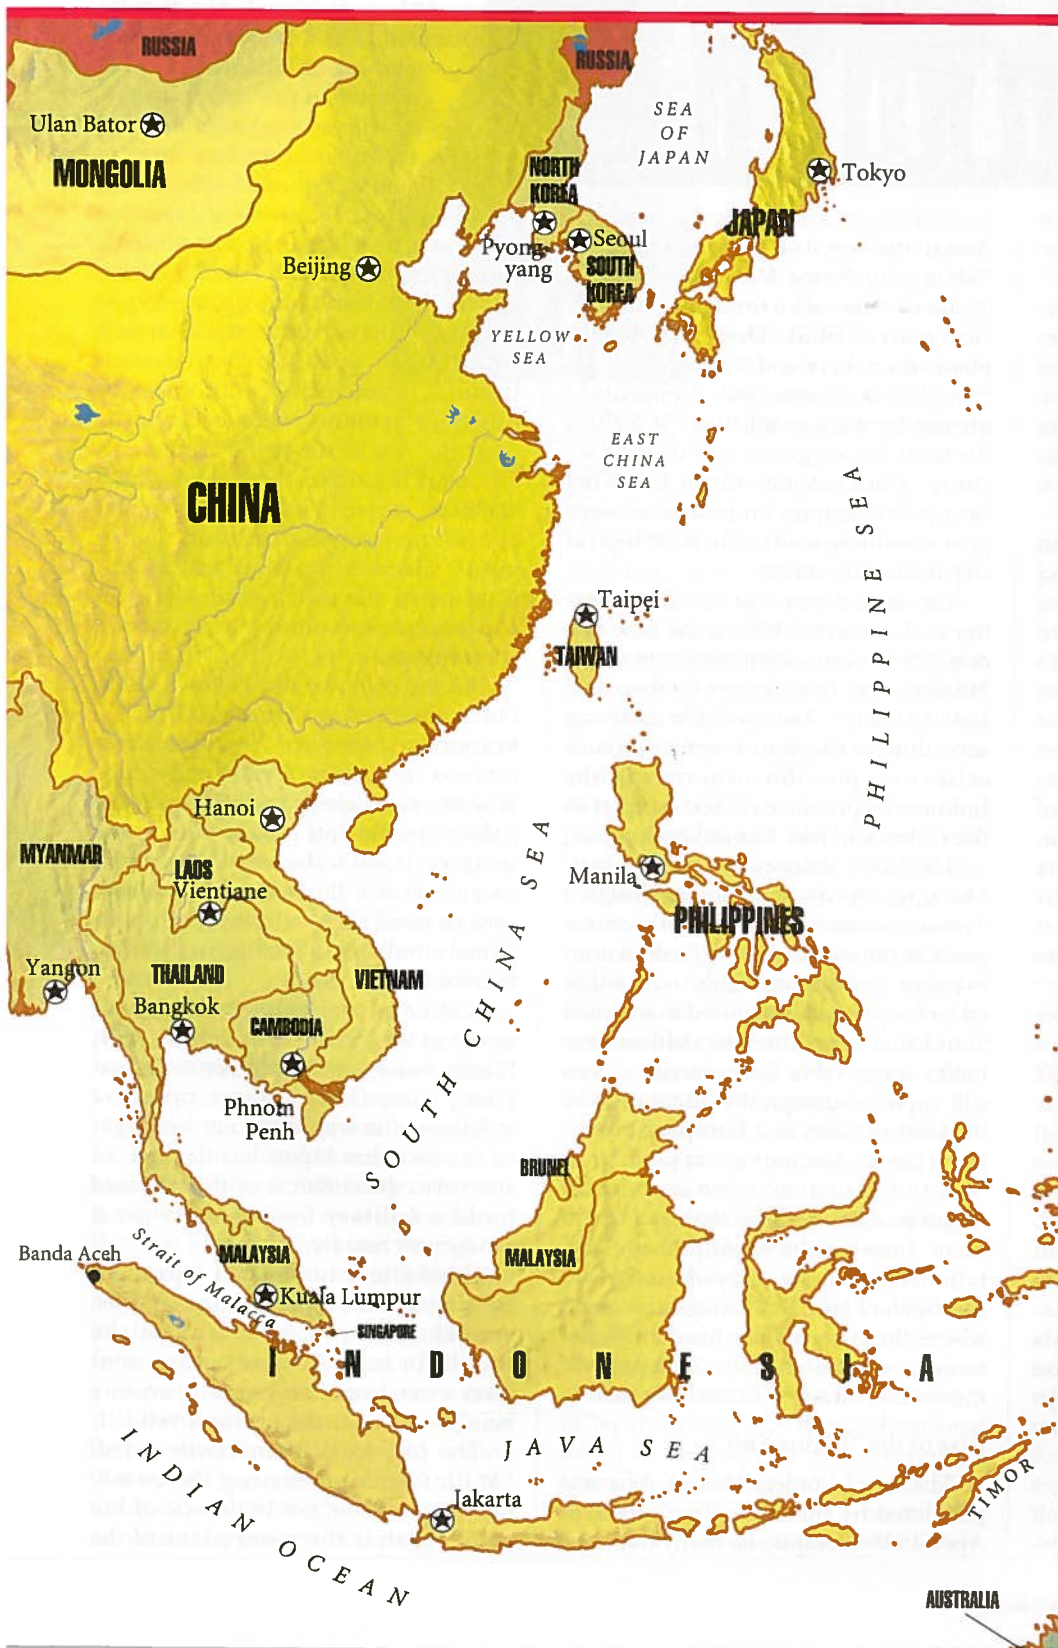 RUSSIA
RUSSIA
SEA
OF
JAPAN
Ulan Bator
MONGOLIA
NORTH
KOREA
Tokyo
JAPAN
Pyong-
yang
Seoul
Beijing
SOUTH
KOREA
YELLOW
SEA
EAST
CHINA
SEA
CHINA
PHILIPPINE SEA
Taipei
TAIWAN
Hanoi
MYANMAR
LAOS
Vientiane
Manila
PHILIPPINES
SOUTH CHINA SEA
Yangon
THAILAND
VIETNAM
Bangkok
CAMBODIA
Phnom
Penh
BRUNEI
Banda Aceh
Strait of Malacca
MALAYSIA
MALAYSIA
Kuala Lumpur
SINGAPORE
INDONESIA
JAVA SEA
INDIAN OCEAN
Jakarta
TIMOR
AUSTRALIA